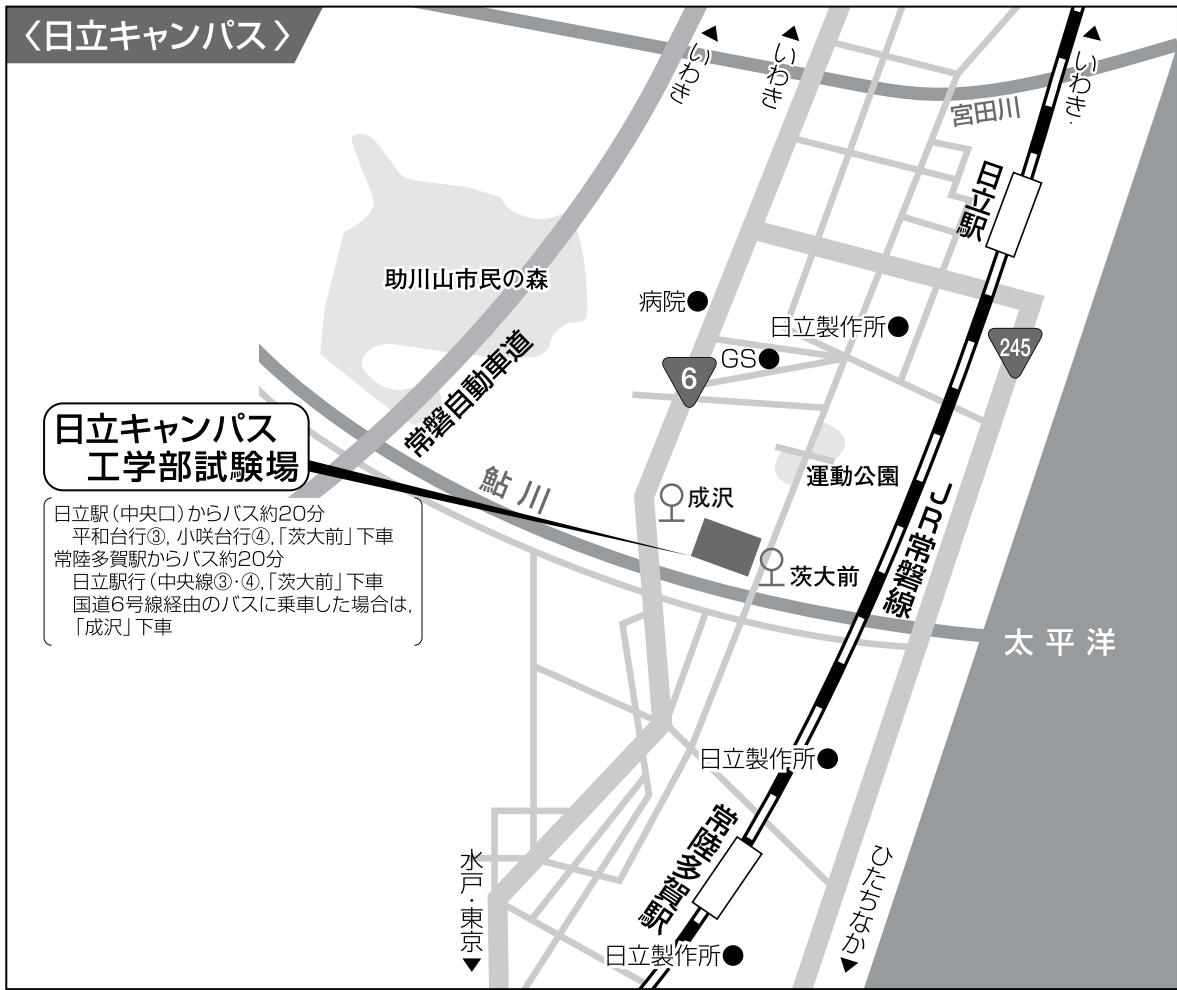 〈日立キャンパス〉
いわき
いわき
いわき
宮田川
日立駅
助川山市民の森
病院
日立製作所
GS
6
245
常磐自動車道
日立キャンパス
工学部試験場
鮎川
成沢
運動公園
JR常磐線
日立駅(中央口)からバス約20分
平和台行③, 小咲台行④,「茨大前」下車
常陸多賀駅からバス約20分
日立駅行(中央線③·④,「茨大前」下車
国道6号線経由のバスに乗車した場合は,
「成沢」下車
茨大前
太平洋
日立製作所
常陸多賀駅
水戸・東京
ひたちなか
日立製作所